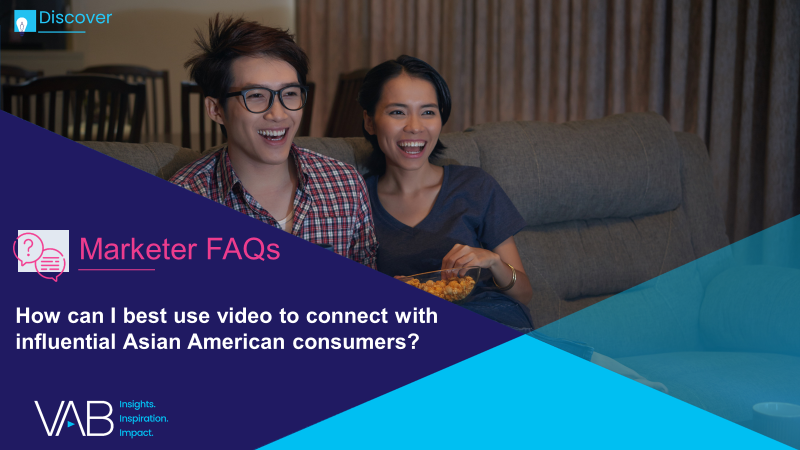 Discover
?
Marketer FAQs
How can I best use video to connect with
influential Asian American consumers?
VAB
Insights.
Inspiration.
Impact.